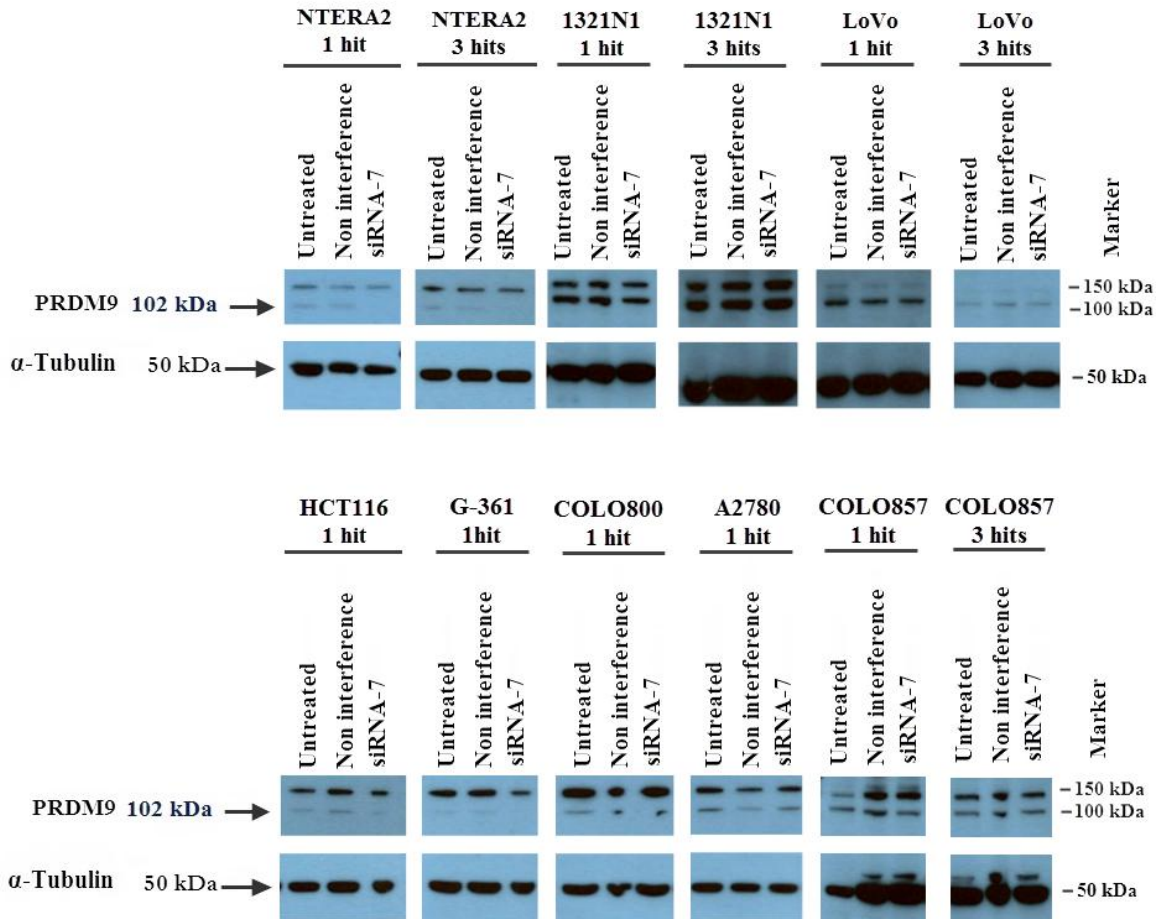 NTERA2 NTERA2 1321N1 1321N1 LoVo LoVo
1 hit 3 hits 1 hit 3 hits 1 hit 3 hits
Untreated Non interference siRNA-7 Untreated Non interference siRNA-7 Untreated Non interference siRNA-7 Untreated Non interference siRNA-7 Untreated Non interference siRNA-7 Untreated Non interference siRNA-7 Marker
– 150 kDa
PRDM9 102 kDa – 100 kDa
α-Tubulin 50 kDa – 50 kDa
HCT116 G-361 COLO800 A2780 COLO857 COLO857
1 hit 1hit 1 hit 1 hit 1 hit 3 hits
Untreated Non interference siRNA-7 Untreated Non interference siRNA-7 Untreated Non interference siRNA-7 Untreated Non interference siRNA-7 Untreated Non interference siRNA-7 Untreated Non interference siRNA-7 Marker
– 150 kDa
PRDM9 102 kDa – 100 kDa
α-Tubulin 50 kDa – 50 kDa